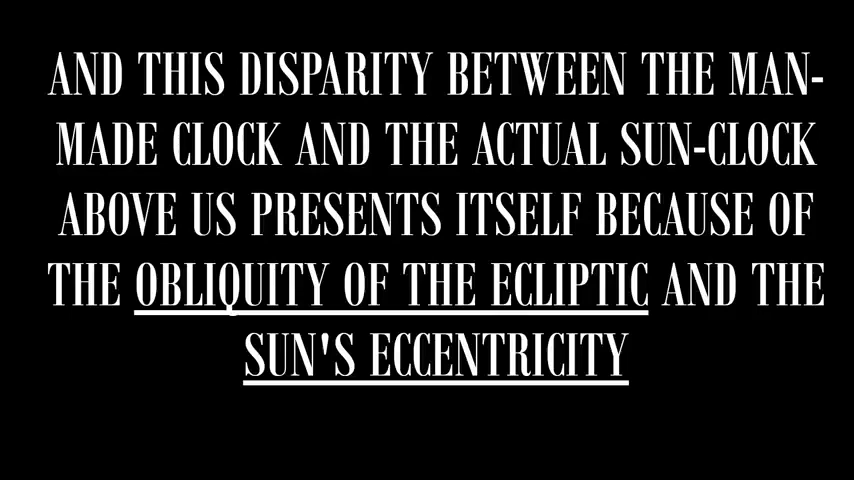 AND THIS DISPARITY BETWEEN THE MAN-
MADE CLOCK AND THE ACTUAL SUN-CLOCK
ABOVE US PRESENTS ITSELF BECAUSE OF
THE OBLIQUITY OF THE ECLIPTIC AND THE
SUN'S ECCENTRICITY